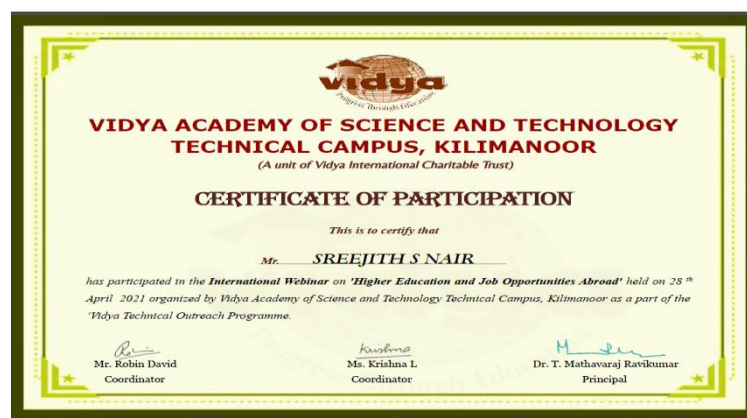 vidya
Progress Through Education
VIDYA ACADEMY OF SCIENCE AND TECHNOLOGY
TECHNICAL CAMPUS, KILIMANOOR
(A unit of Vidya International Charitable Trust)
CERTIFICATE OF PARTICIPATION
This is to certify that
Mr. SREEJITH S NAIR
has participated in the International Webinar on 'Higher Education and Job Opportunities Abroad' held on 28 th
April 2021 organized by Vidya Academy of Science and Technology Technical Campus, Kilimanoor as a part of the
'Vidya Technical Outreach Programme.
Robin Krishna
Mr. Robin David Ms. Krishna L Dr. T. Mathavaraj Ravikumar
Coordinator Coordinator Principal